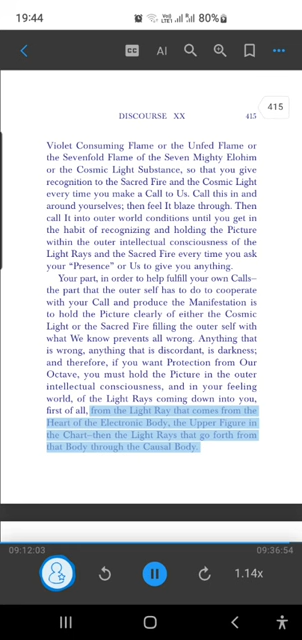 19:44
80%
CC
AI
415
DISCOURSE XX 415
Violet Consuming Flame or the Unfed Flame or
the Sevenfold Flame of the Seven Mighty Elohim
or the Cosmic Light Substance, so that you give
recognition to the Sacred Fire and the Cosmic Light
every time you make a Call to Us. Call this in and
around yourselves; then feel It blaze through. Then
call It into outer world conditions until you get in
the habit of recognizing and holding the Picture
within the outer intellectual consciousness of the
Light Rays and the Sacred Fire every time you ask
your “Presence” or Us to give you anything.
Your part, in order to help fulfill your own Calls–
the part that the outer self has to do to cooperate
with your Call and produce the Manifestation is
to hold the Picture clearly of either the Cosmic
Light or the Sacred Fire filling the outer self with
what We know prevents all wrong. Anything that
is wrong, anything that is discordant, is darkness;
and therefore, if you want Protection from Our
Octave, you must hold the Picture in the outer
intellectual consciousness, and in your feeling
world, of the Light Rays coming down into you,
first of all, from the Light Ray that comes from the
Heart of the Electronic Body, the Upper Figure in
the Chart–then the Light Rays that go forth from
that Body through the Causal Body.
09:12:03 09:36:54
1.14x